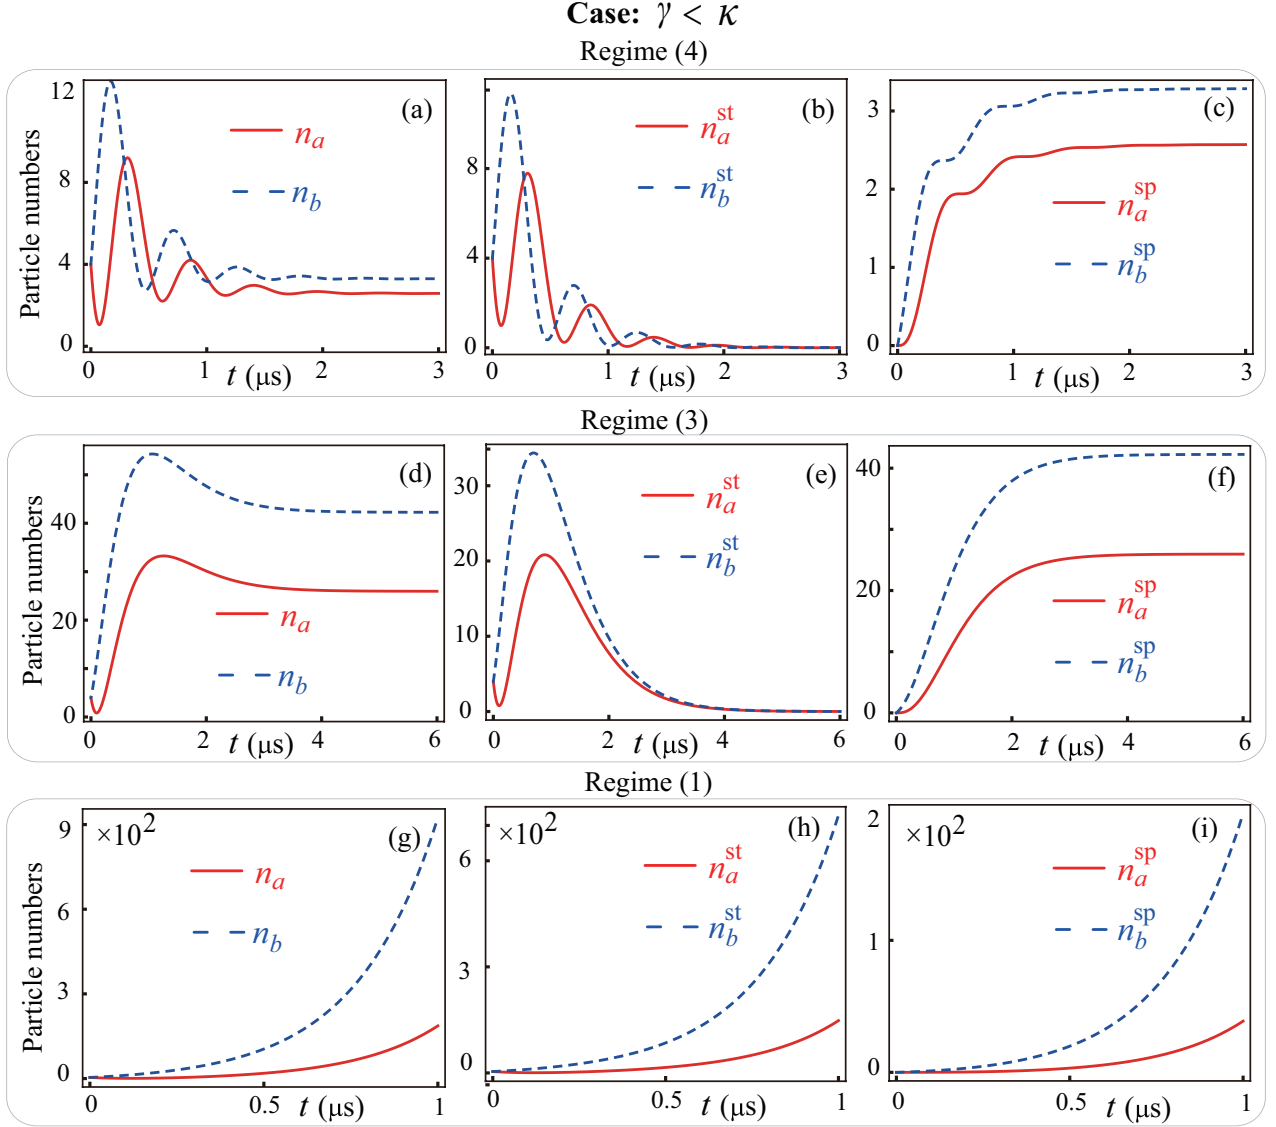 Case: γ < κ
Regime (4)
Particle numbers
12
8
4
0
(a)
n_a
n_b
0 1 2 3
t (μs)
8
4
0
(b)
n_a^st
n_b^st
0 1 2 3
t (μs)
3
2
1
0
(c)
n_a^sp
n_b^sp
0 1 2 3
t (μs)
Regime (3)
Particle numbers
40
20
0
(d)
n_a
n_b
0 2 4 6
t (μs)
30
20
10
0
(e)
n_a^st
n_b^st
0 2 4 6
t (μs)
40
20
0
(f)
n_a^sp
n_b^sp
0 2 4 6
t (μs)
Regime (1)
Particle numbers
9
6
3
0
×10²
(g)
n_a
n_b
0 0.5 1
t (μs)
6
3
0
×10²
(h)
n_a^st
n_b^st
0 0.5 1
t (μs)
2
1
0
×10²
(i)
n_a^sp
n_b^sp
0 0.5 1
t (μs)